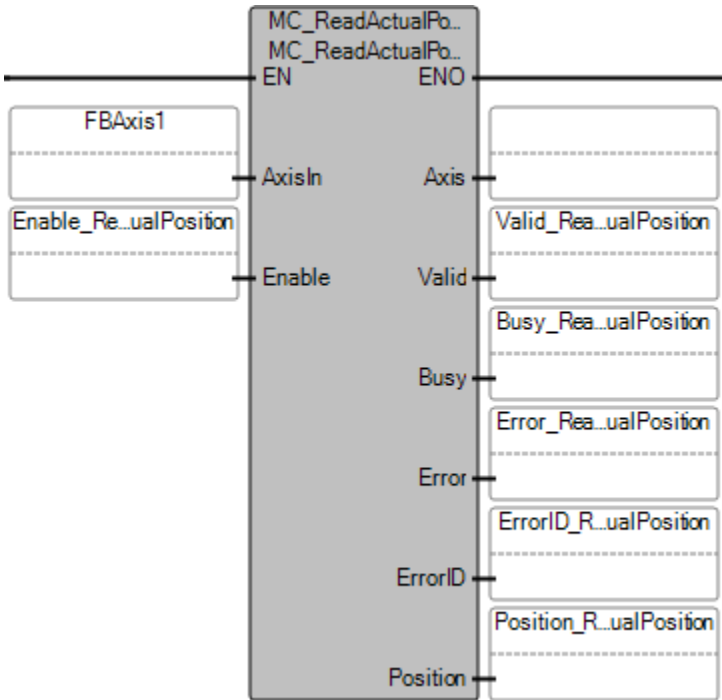 MC_ReadActualPo...
MC_ReadActualPo...
EN ENO
FBAxis1
AxisIn Axis
Enable_Re...ualPosition Valid_Rea...ualPosition
Enable Valid
Busy_Rea...ualPosition
Busy
Error_Rea...ualPosition
Error
ErrorID_R...ualPosition
ErrorID
Position_R...ualPosition
Position